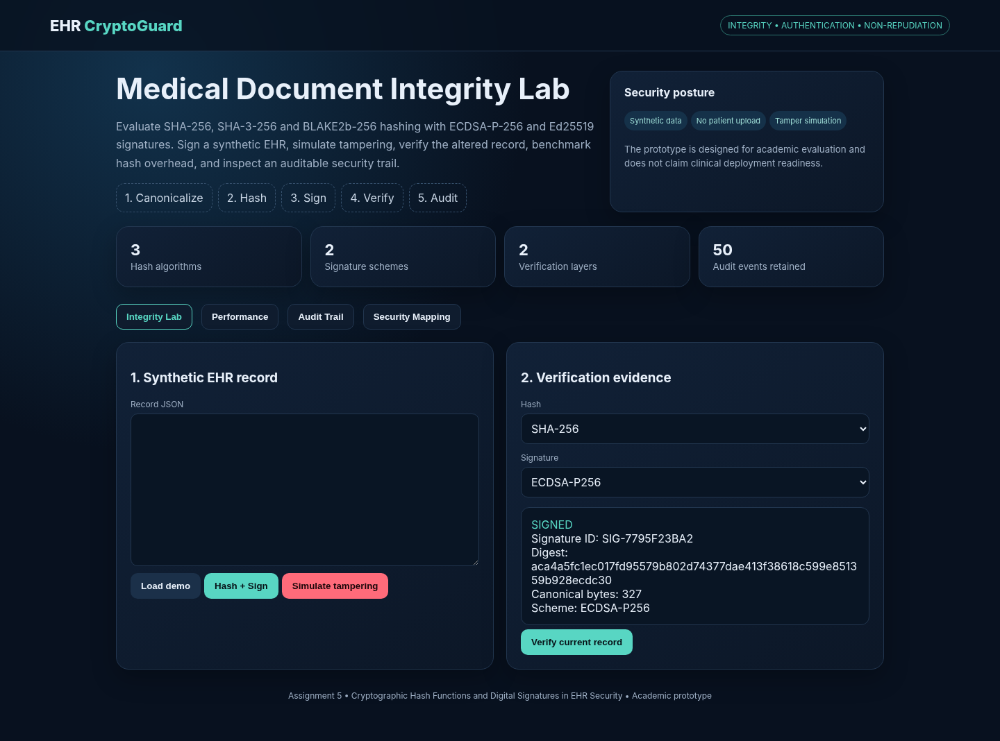 EHR CryptoGuard
INTEGRITY • AUTHENTICATION • NON-REPUDIATION
Medical Document Integrity Lab
Evaluate SHA-256, SHA-3-256 and BLAKE2b-256 hashing with ECDSA-P-256 and Ed25519
signatures. Sign a synthetic EHR, simulate tampering, verify the altered record, benchmark
hash overhead, and inspect an auditable security trail.
1. Canonicalize
2. Hash
3. Sign
4. Verify
5. Audit
Security posture
Synthetic data
No patient upload
Tamper simulation
The prototype is designed for academic evaluation and
does not claim clinical deployment readiness.
3
Hash algorithms
2
Signature schemes
2
Verification layers
50
Audit events retained
Integrity Lab
Performance
Audit Trail
Security Mapping
1. Synthetic EHR record
Record JSON
Load demo
Hash + Sign
Simulate tampering
2. Verification evidence
Hash
SHA-256
Signature
ECDSA-P256
SIGNED
Signature ID: SIG-7795F23BA2
Digest:
aca4a5fc1ec017fd95579b802d74377dae413f38618c599e8513
59b928ecdc30
Canonical bytes: 327
Scheme: ECDSA-P256
Verify current record
Assignment 5 • Cryptographic Hash Functions and Digital Signatures in EHR Security • Academic prototype